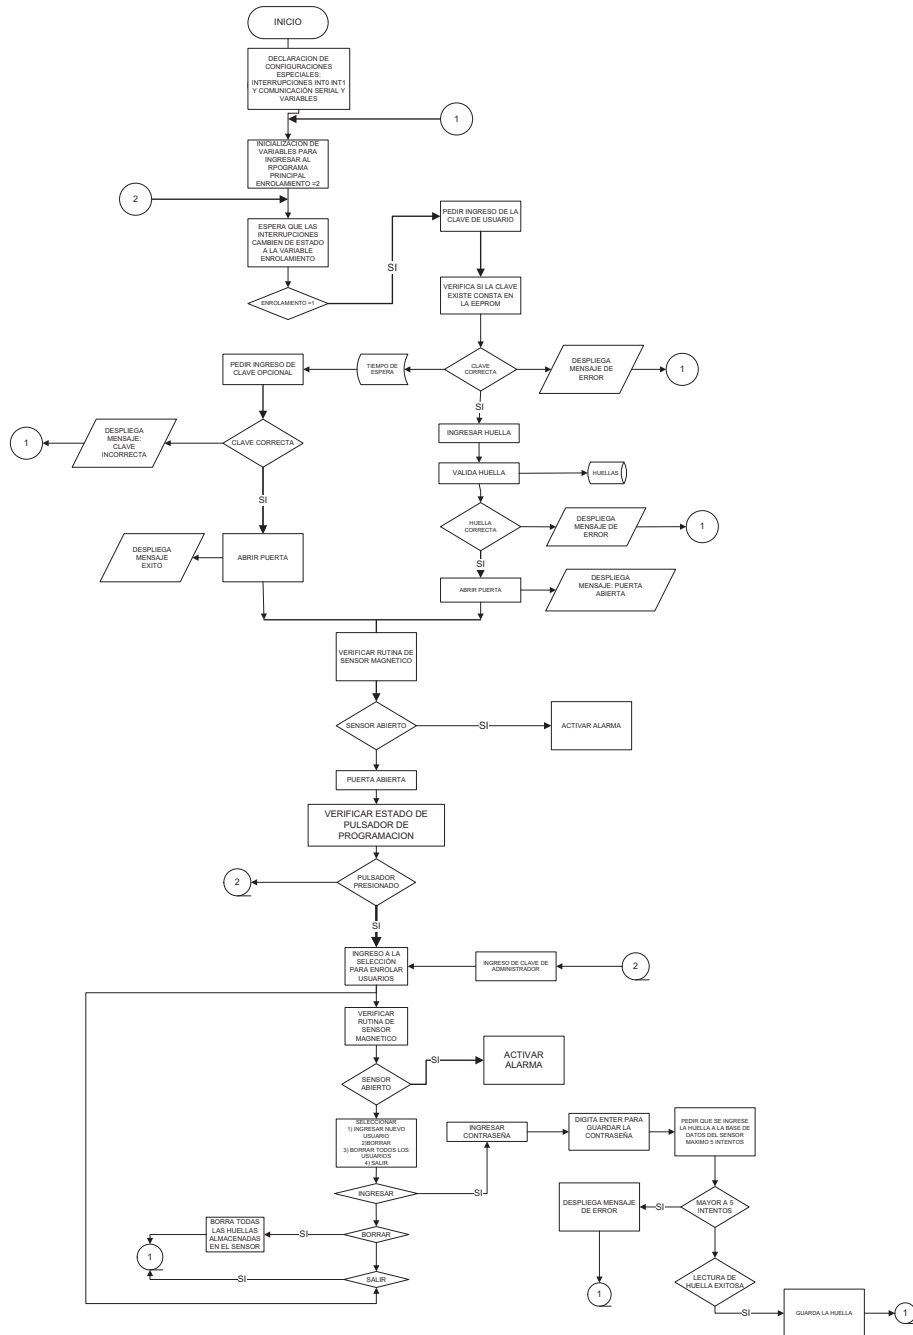 INICIO
DECLARACION DE
CONFIGURACIONES
ESPECIALES:
INTERRUPCIONES INT0 INT1
Y COMUNICACIÓN SERIAL Y
VARIABLES
1
INICIALIZACION DE
VARIABLES PARA
INGRESAR AL
RPOGRAMA
PRINCIPAL
ENROLAMIENTO =2
2
ESPERA QUE LAS
INTERRUPCIONES
CAMBIEN DE ESTADO
A LA VARIABLE
ENROLAMIENTO
ENROLAMIENTO =1
SI
PEDIR INGRESO DE LA
CLAVE DE USUARIO
VERIFICA SI LA CLAVE
EXISTE CONSTA EN
LA EEPROM
CLAVE
CORRECTA
DESPLIEGA
MENSAJE DE
ERROR
1
TIEMPO DE
ESPERA
PEDIR INGRESO DE
CLAVE OPCIONAL
CLAVE CORRECTA
DESPLIEGA
MENSAJE:
CLAVE
INCORRECTA
1
SI
ABRIR PUERTA
DESPLIEGA
MENSAJE
EXITO
SI
INGRESAR HUELLA
VALIDA HUELLA
HUELLAS
HUELLA
CORRECTA
DESPLIEGA
MENSAJE DE
ERROR
1
SI
ABRIR PUERTA
DESPLIEGA
MENSAJE: PUERTA
ABIERTA
VERIFICAR RUTINA DE
SENSOR MAGNETICO
SENSOR ABIERTO
SI
ACTIVAR ALARMA
PUERTA ABIERTA
VERIFICAR ESTADO DE
PULSADOR DE
PROGRAMACION
PULSADOR
PRESIONADO
2
SI
INGRESO A LA
SELECCIÓN
PARA ENROLAR
USUARIOS
INGRESO DE CLAVE DE
ADMINISTRADOR
2
VERIFICAR
RUTINA DE
SENSOR
MAGNETICO
SENSOR
ABIERTO
SI
ACTIVAR
ALARMA
SELECCIONAR
1) INGRESAR NUEVO
USUARIO
2)BORRAR
3) BORRAR TODOS LOS
USUARIOS
4) SALIR
INGRESAR
SI
INGRESAR
CONTRASEÑA
DIGITA ENTER PARA
GUARDAR LA
CONTRASEÑA
PEDIR QUE SE INGRESE
LA HUELLA A LA BASE DE
DATOS DEL SENSOR
MAXIMO 5 INTENTOS
MAYOR A 5
INTENTOS
SI
DESPLIEGA MENSAJE
DE ERROR
1
LECTURA DE
HUELLA EXITOSA
SI
GUARDA LA HUELLA
1
BORRAR
SI
BORRA TODAS
LAS HUELLAS
ALMACENADAS
EN EL SENSOR
1
SALIR
SI